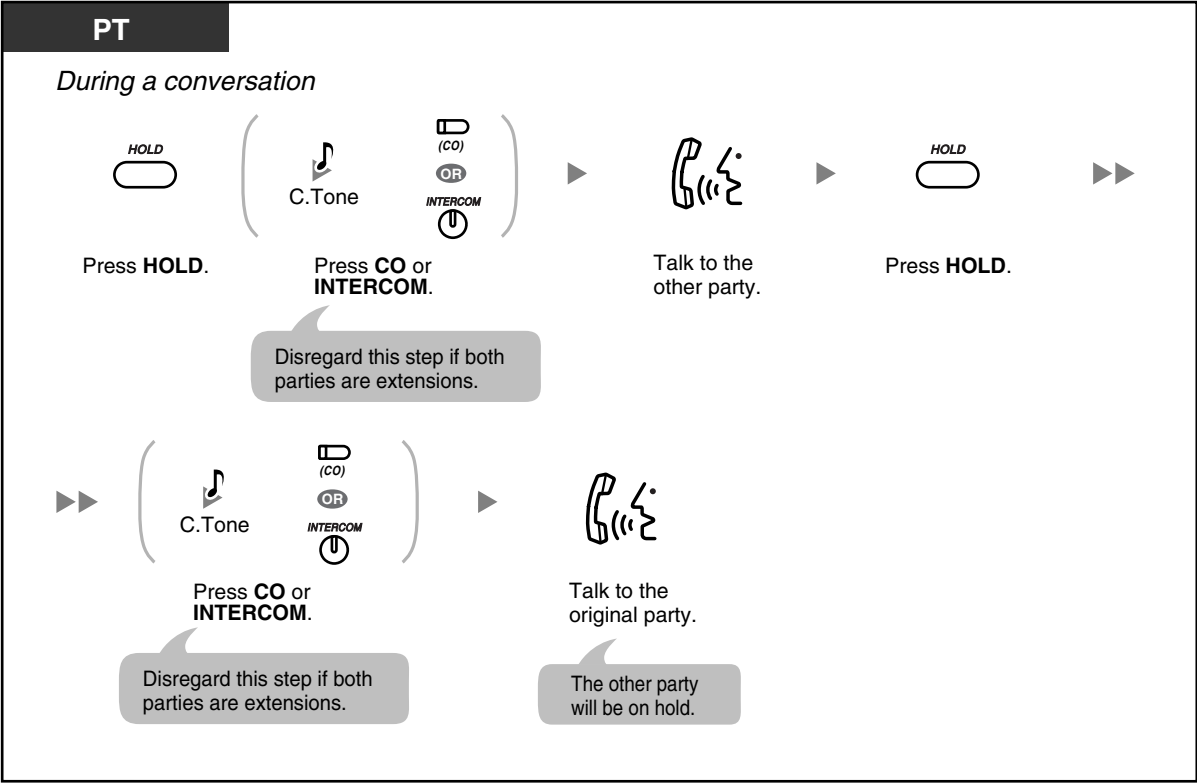 PT
During a conversation
HOLD
C.Tone
(CO)
OR
INTERCOM
HOLD
Press HOLD.
Press CO or
INTERCOM.
Talk to the
other party.
Press HOLD.
Disregard this step if both
parties are extensions.
C.Tone
(CO)
OR
INTERCOM
Press CO or
INTERCOM.
Talk to the
original party.
Disregard this step if both
parties are extensions.
The other party
will be on hold.